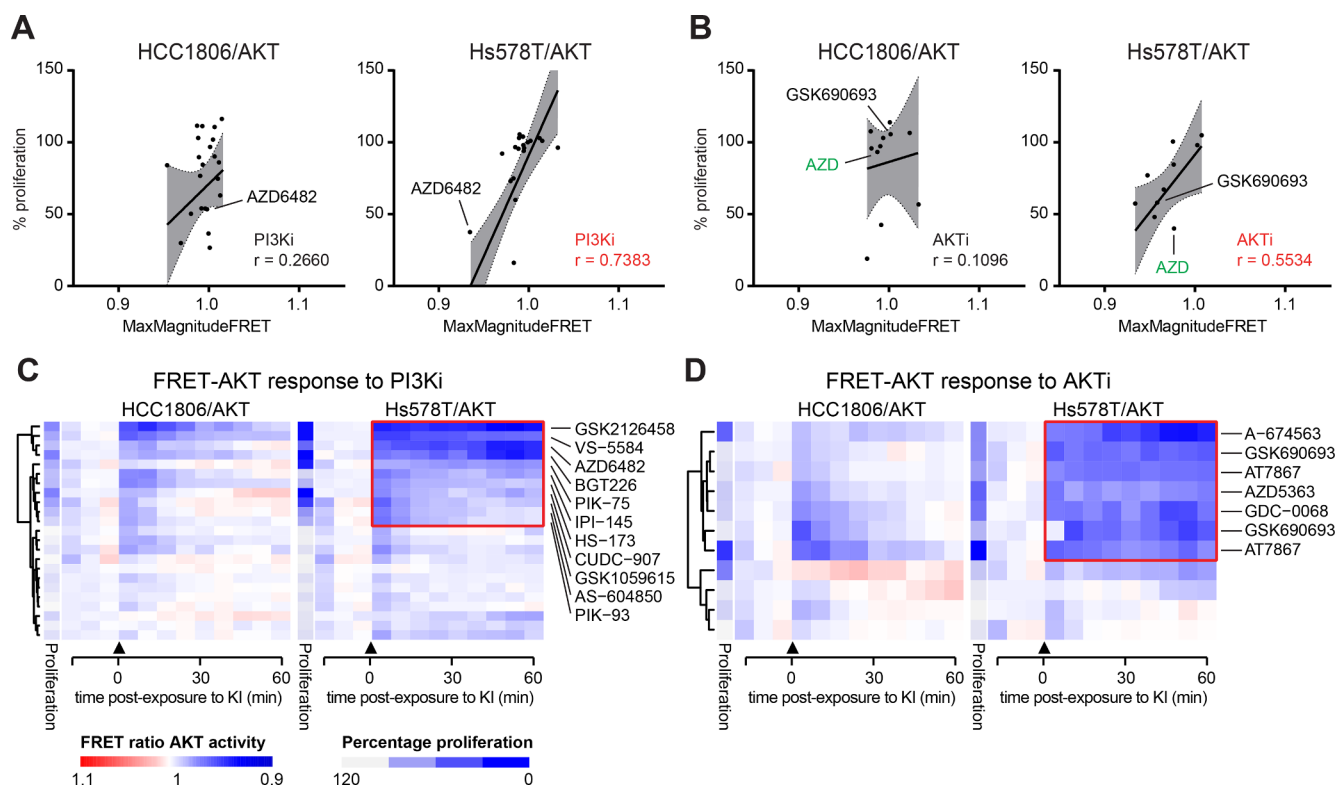 A
HCC1806/AKT
Hs578T/AKT
150
100
50
0
% proliferation
AZD6482
PI3Ki
r = 0.2660
0.9
1.0
1.1
MaxMagnitudeFRET
150
100
50
0
AZD6482
PI3Ki
r = 0.7383
0.9
1.0
1.1
MaxMagnitudeFRET
B
HCC1806/AKT
Hs578T/AKT
150
100
50
0
% proliferation
GSK690693
AZD
AKTi
r = 0.1096
0.9
1.0
1.1
MaxMagnitudeFRET
150
100
50
0
GSK690693
AZD
AKTi
r = 0.5534
0.9
1.0
1.1
MaxMagnitudeFRET
C
FRET-AKT response to PI3Ki
HCC1806/AKT
Hs578T/AKT
GSK2126458
VS−5584
AZD6482
BGT226
PIK−75
IPI−145
HS−173
CUDC−907
GSK1059615
AS−604850
PIK−93
Proliferation
0
30
60
time post-exposure to KI (min)
Proliferation
0
30
60
time post-exposure to KI (min)
FRET ratio AKT activity
1.1
1
0.9
Percentage proliferation
120
0
D
FRET-AKT response to AKTi
HCC1806/AKT
Hs578T/AKT
A−674563
GSK690693
AT7867
AZD5363
GDC−0068
GSK690693
AT7867
Proliferation
0
30
60
time post-exposure to KI (min)
Proliferation
0
30
60
time post-exposure to KI (min)